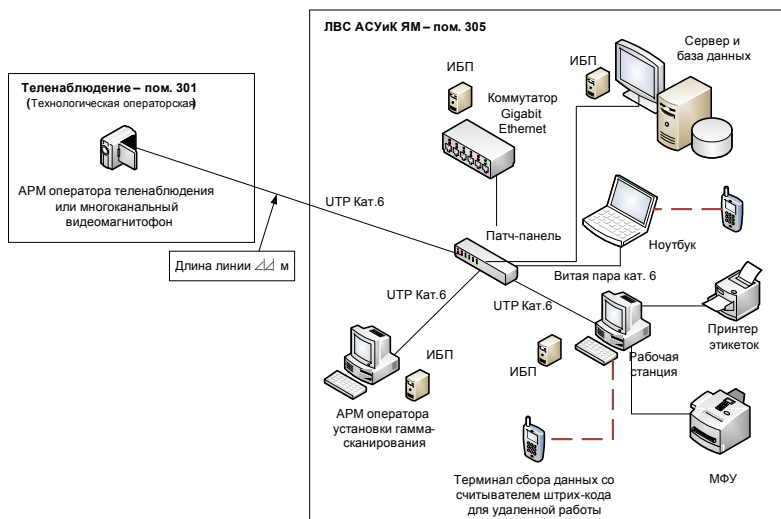 ЛВС АСУиК ЯМ – пом. 305
Теленаблюдение – пом. 301
(Технологическая операторская)
АРМ оператора теленаблюдения
или многоканальный
видеомагнитофон
Длина линии м
UTP Кат.6
ИБП
Коммутатор
Gigabit
Ethernet
ИБП
Сервер и
база данных
Патч-панель
Ноутбук
Витая пара кат. 6
UTP Кат.6
UTP Кат.6
Принтер
этикеток
ИБП
Рабочая
станция
ИБП
АРМ оператора
установки гамма-
сканирования
Терминал сбора данных со
считывателем штрих-кода
для удаленной работы
МФУ